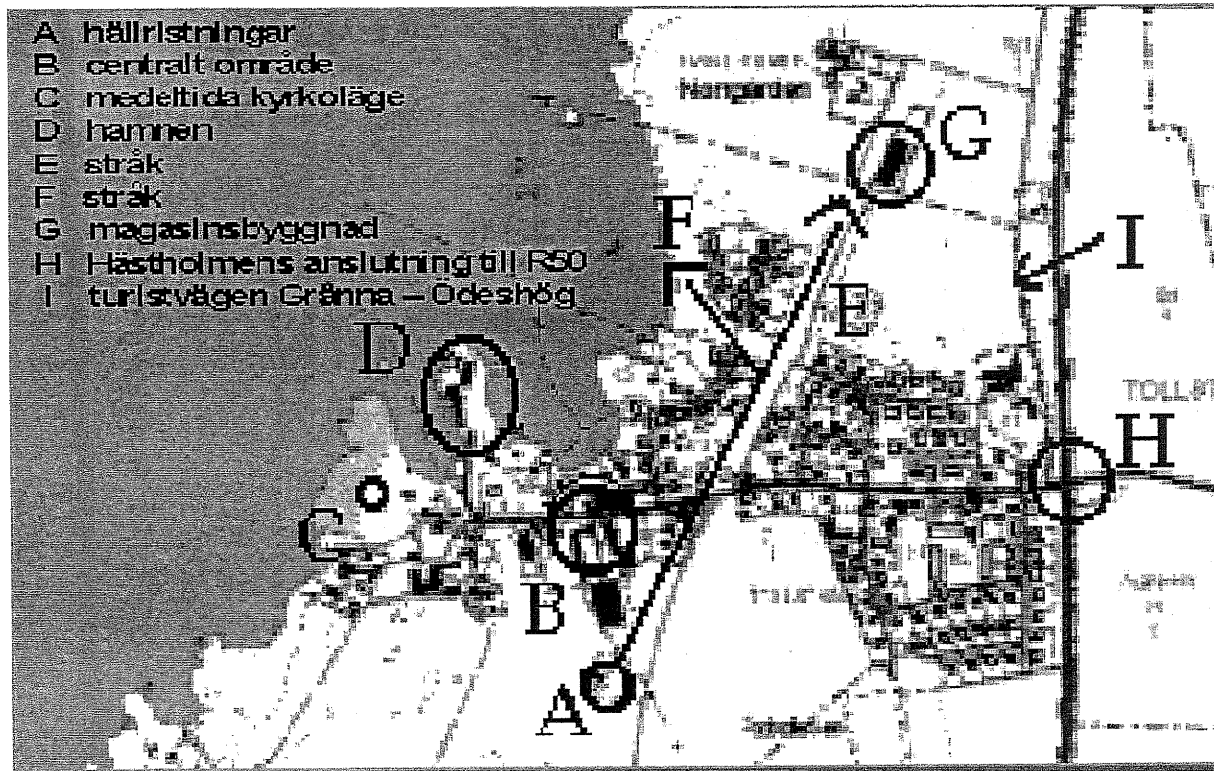 A hällristningar
B centralt område
C medeltida kyrkoläge
D hamnen
E stråk
F stråk
G magasinsbyggnad
H Hästholmens anslutning till R50
I turistvägen Gränna – Ödeshög
G
F
I
E
D
H
C
B
A